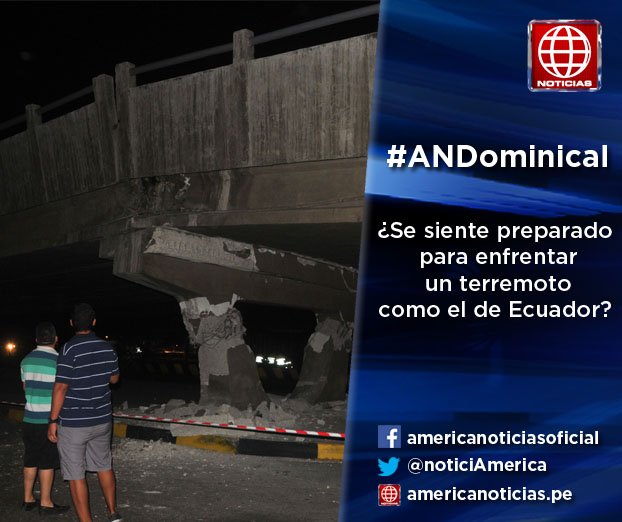 NOTICIAS
#ANDominical
¿Se siente preparado
para enfrentar
un terremoto
como el de Ecuador?
americanoticiasoficial
@noticiAmerica
americanoticias.pe